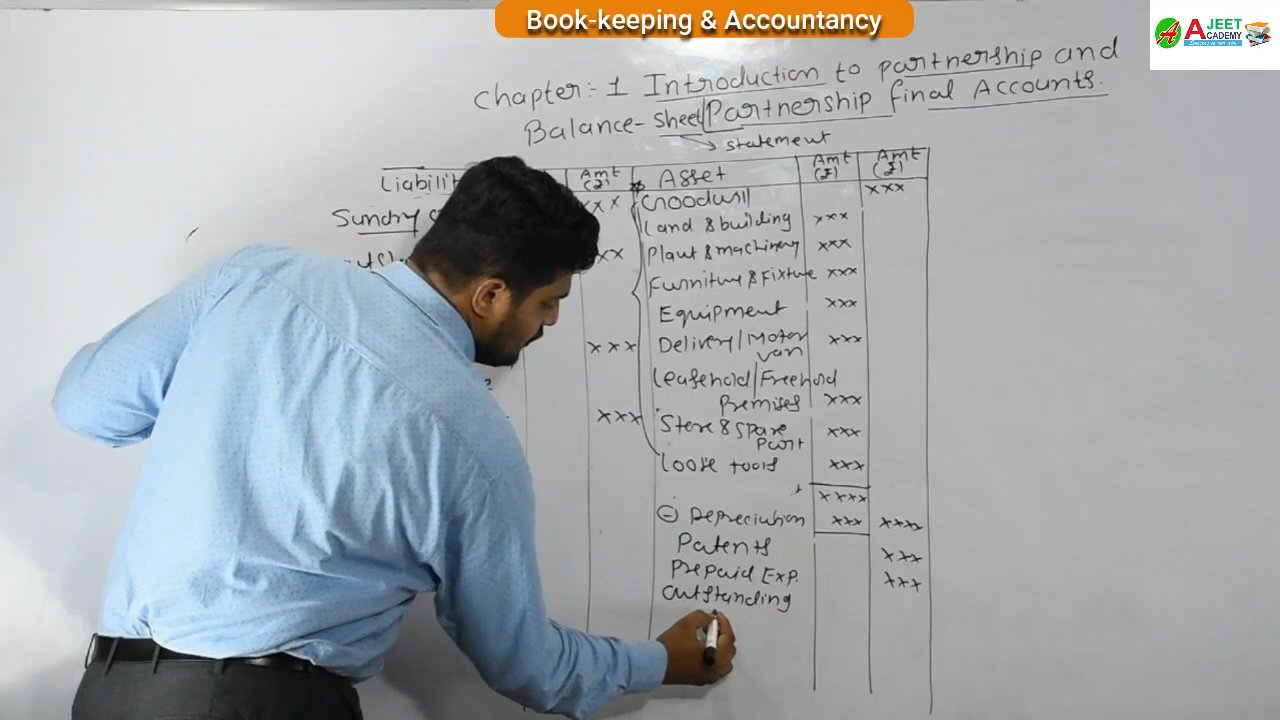 Book-keeping & Accountancy
AJEET
ACADEMY
Chapter:- 1 Introduction to partnership and
Balance-Sheet/Partnership final Accounts.
statement
Liabilit
Amt
(₹)
Asset
Amt
(₹)
Amt
(₹)
Sundry
xxx
Goodwill
xxx
Land & building xxx
xx
Plant & machinery xxx
Furniture & Fixture xxx
Equipment xxx
xxx
Delivery/Motor
van
xxx
Leasehold/Freehold
Premises xxx
xxx
Store & spare
Part
xxx
Loose tools xxx
xxxx
(-) Depreciation xxx xxxx
Patents xxx
Prepaid Exp. xxx
Outstanding